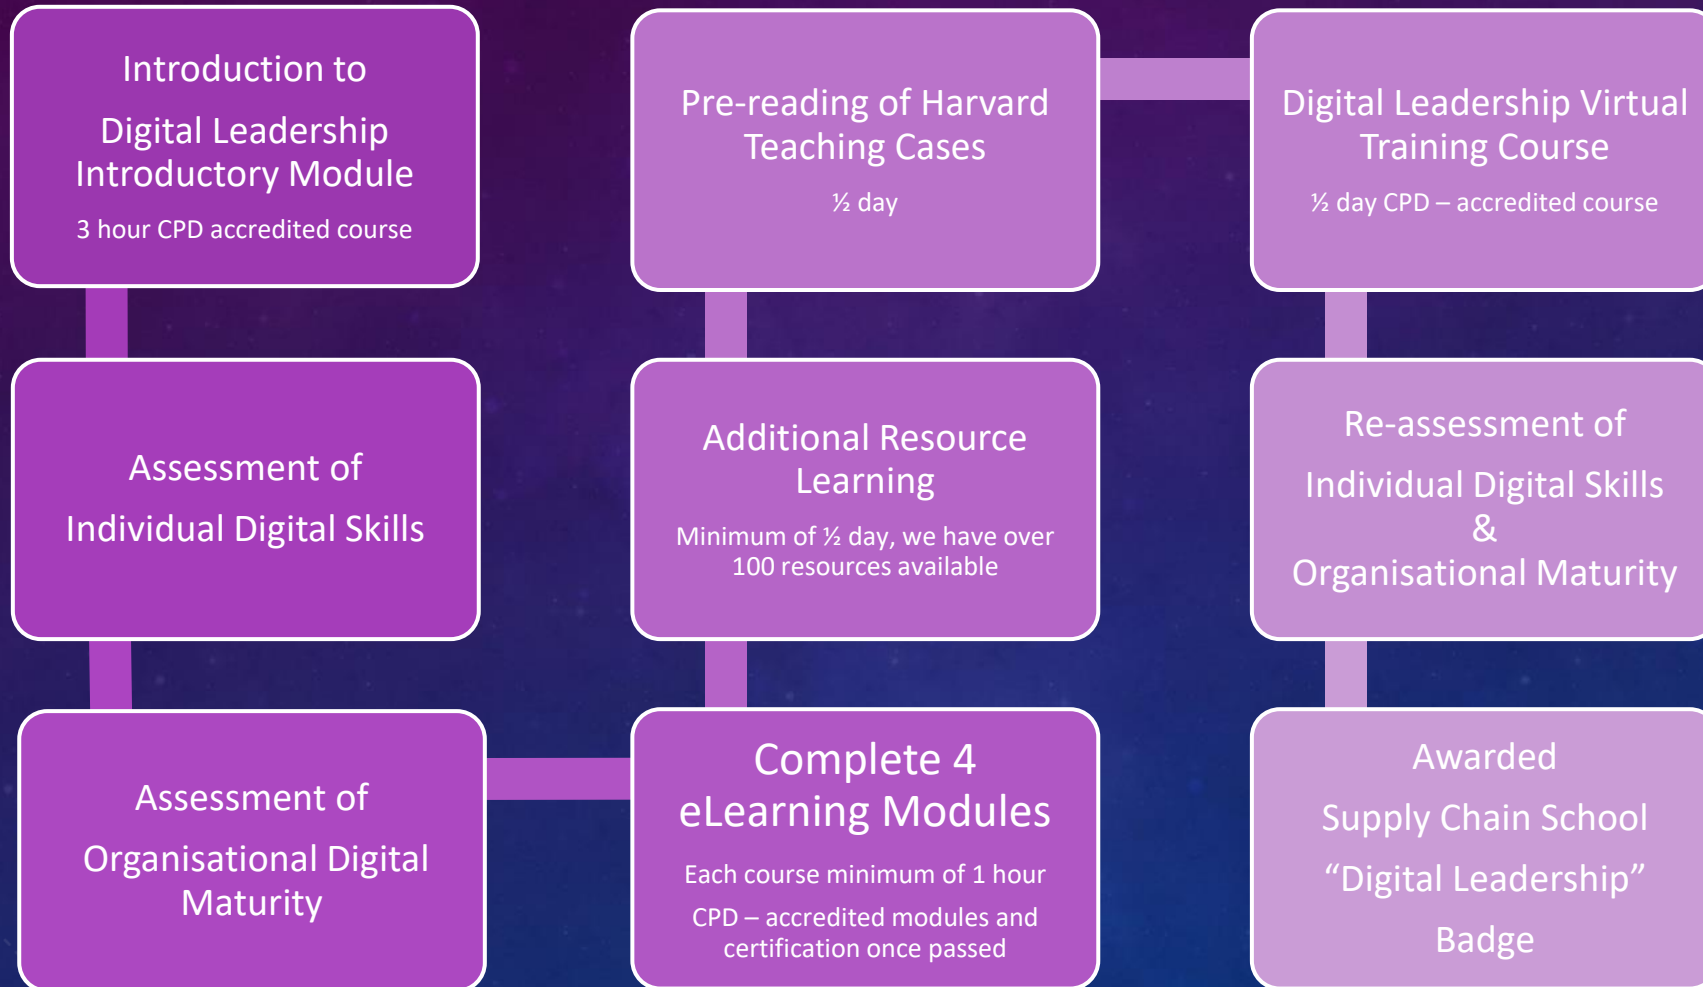 Introduction to
Digital Leadership
Introductory Module
3 hour CPD accredited course
Assessment of
Individual Digital Skills
Assessment of
Organisational Digital
Maturity
Complete 4
eLearning Modules
Each course minimum of 1 hour
CPD – accredited modules and
certification once passed
Additional Resource
Learning
Minimum of ½ day, we have over
100 resources available
Pre-reading of Harvard
Teaching Cases
½ day
Digital Leadership Virtual
Training Course
½ day CPD – accredited course
Re-assessment of
Individual Digital Skills
&
Organisational Maturity
Awarded
Supply Chain School
“Digital Leadership”
Badge